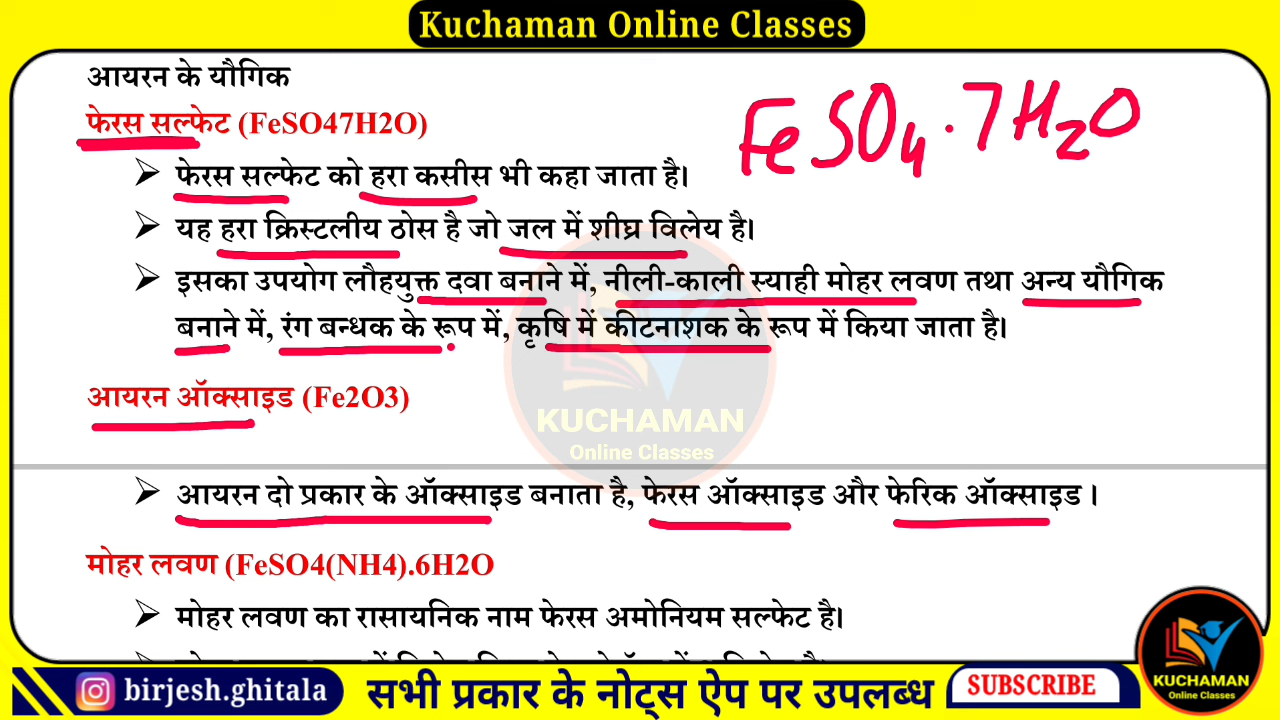 Kuchaman Online Classes
आयरन के यौगिक
फेरस सल्फेट (FeSO47H2O)
FeSO4.7H2O
फेरस सल्फेट को हरा कसीस भी कहा जाता है।
यह हरा क्रिस्टलीय ठोस है जो जल में शीघ्र विलेय है।
इसका उपयोग लौहयुक्त दवा बनाने में, नीली-काली स्याही मोहर लवण तथा अन्य यौगिक
बनाने में, रंग बन्धक के रूप में, कृषि में कीटनाशक के रूप में किया जाता है।
आयरन ऑक्साइड (Fe2O3)
KUCHAMAN
Online Classes
आयरन दो प्रकार के ऑक्साइड बनाता है, फेरस ऑक्साइड और फेरिक ऑक्साइड ।
मोहर लवण (FeSO4(NH4).6H2O
मोहर लवण का रासायनिक नाम फेरस अमोनियम सल्फेट है।
birjesh.ghitala
सभी प्रकार के नोट्स ऐप पर उपलब्ध
SUBSCRIBE
KUCHAMAN
Online Classes